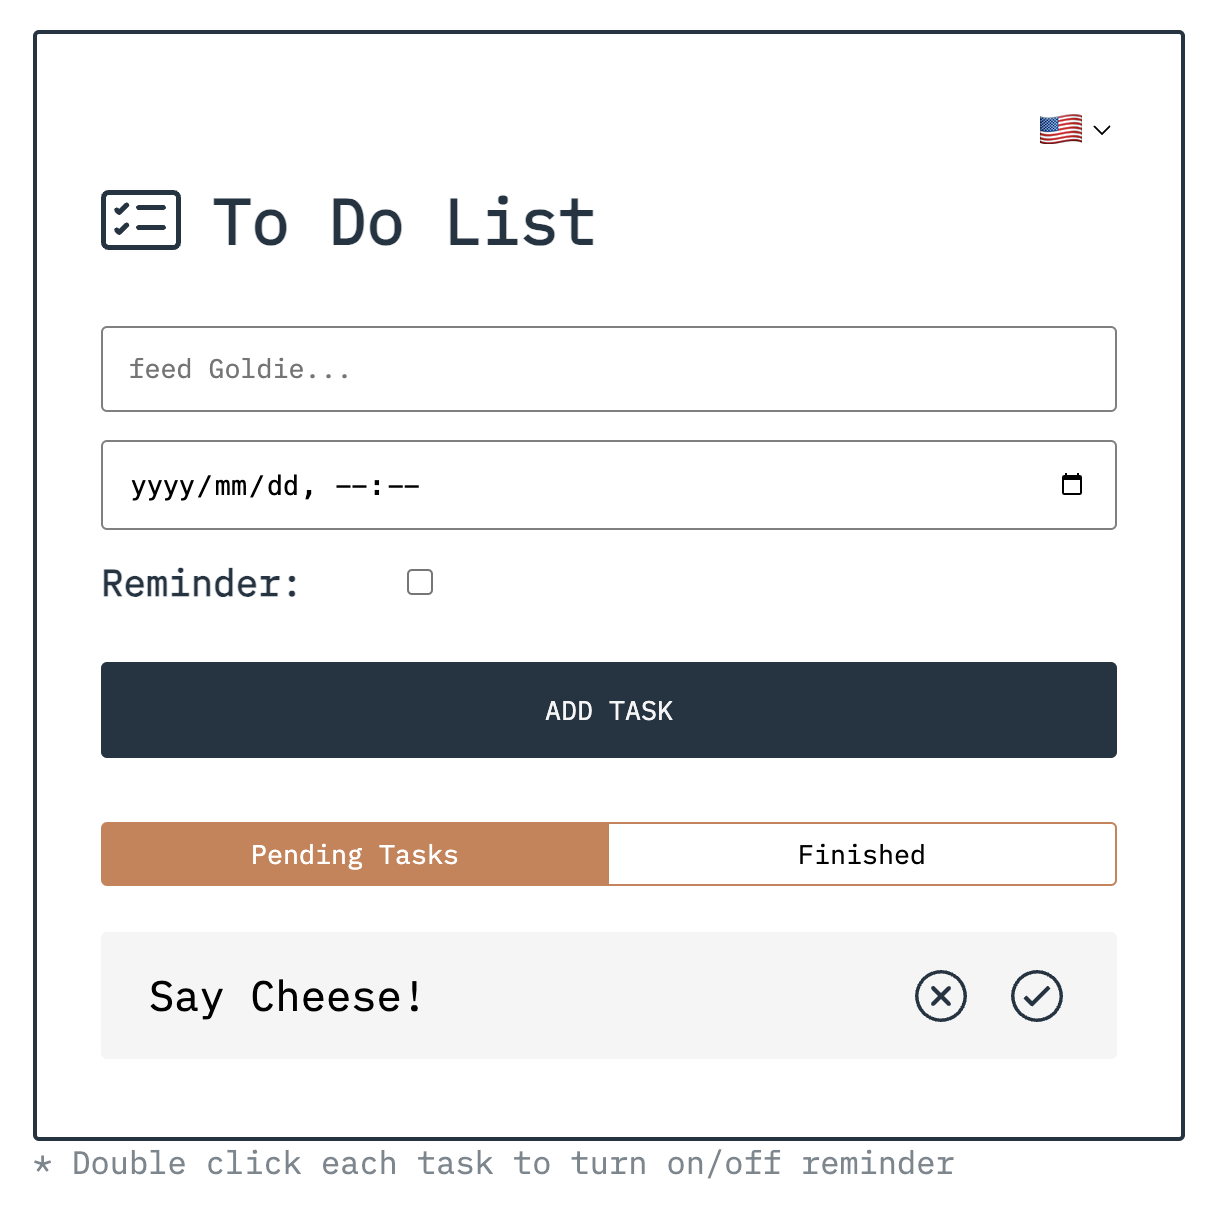 To Do List
feed Goldie...
yyyy/mm/dd, --:--
Reminder:
ADD TASK
Pending Tasks
Finished
Say Cheese!
* Double click each task to turn on/off reminder